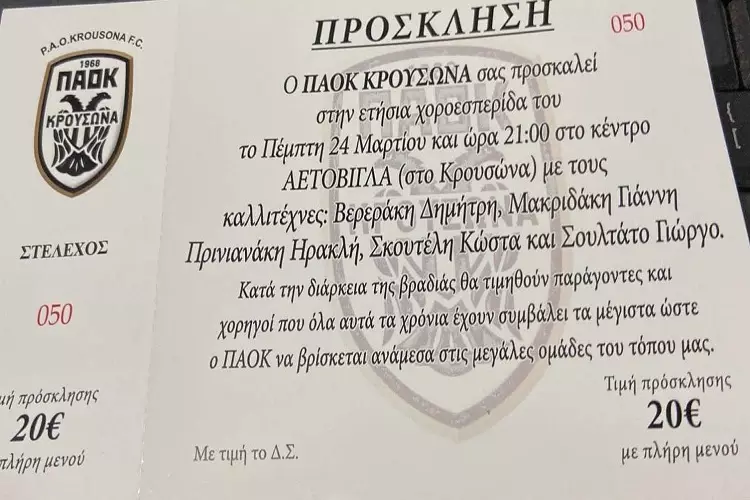 P.A.O.KROUSONA F.C.
1968
ΠΑΟΚ
ΚΡΟΥΣΩΝΑ
ΣΤΕΛΕΧΟΣ
050
μή πρόσκλησης
20€
πλήρη μενού
ΠΡΟΣΚΛΗΣΗ
050
Ο ΠΑΟΚ ΚΡΟΥΣΩΝΑ σας προσκαλεί
στην ετήσια χοροεσπερίδα του
το Πέμπτη 24 Μαρτίου και ώρα 21:00 στο κέντρο
ΑΕΤΟΒΙΓΛΑ (στο Κρουσώνα) με τους
καλλιτέχνες: Βερεράκη Δημήτρη, Μακριδάκη Γιάννη
Πρινιανάκη Ηρακλή, Σκουτέλη Κώστα και Σουλτάτο Γιώργο.
Κατά την διάρκεια της βραδιάς θα τιμηθούν παράγοντες και
χορηγοί που όλα αυτά τα χρόνια έχουν συμβάλει τα μέγιστα ώστε
ο ΠΑΟΚ να βρίσκεται ανάμεσα στις μεγάλες ομάδες του τόπου μας.
Τιμή πρόσκλησης
20€
με πλήρη μενού
Με τιμή το Δ.Σ.